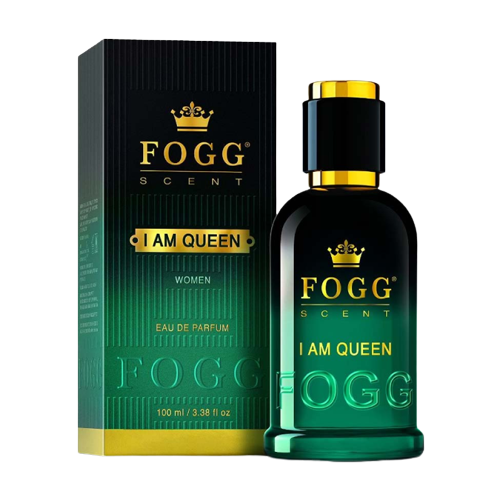 FOGG®
SCENT
I AM QUEEN
WOMEN
EAU DE PARFUM
FOGG
100 ml / 3.38 fl oz
FOGG®
SCENT
I AM QUEEN
FOGG